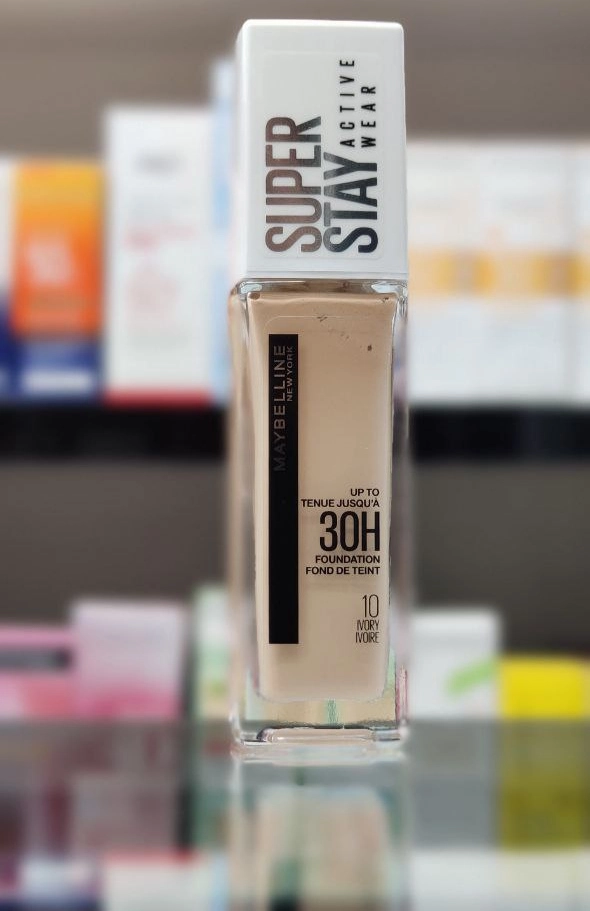 SUPER
STAY
ACTIVE
WEAR
MAYBELLINE
NEW YORK
UP TO
TENUE JUSQU'À
30H
FOUNDATION
FOND DE TEINT
10
IVORY
IVOIRE